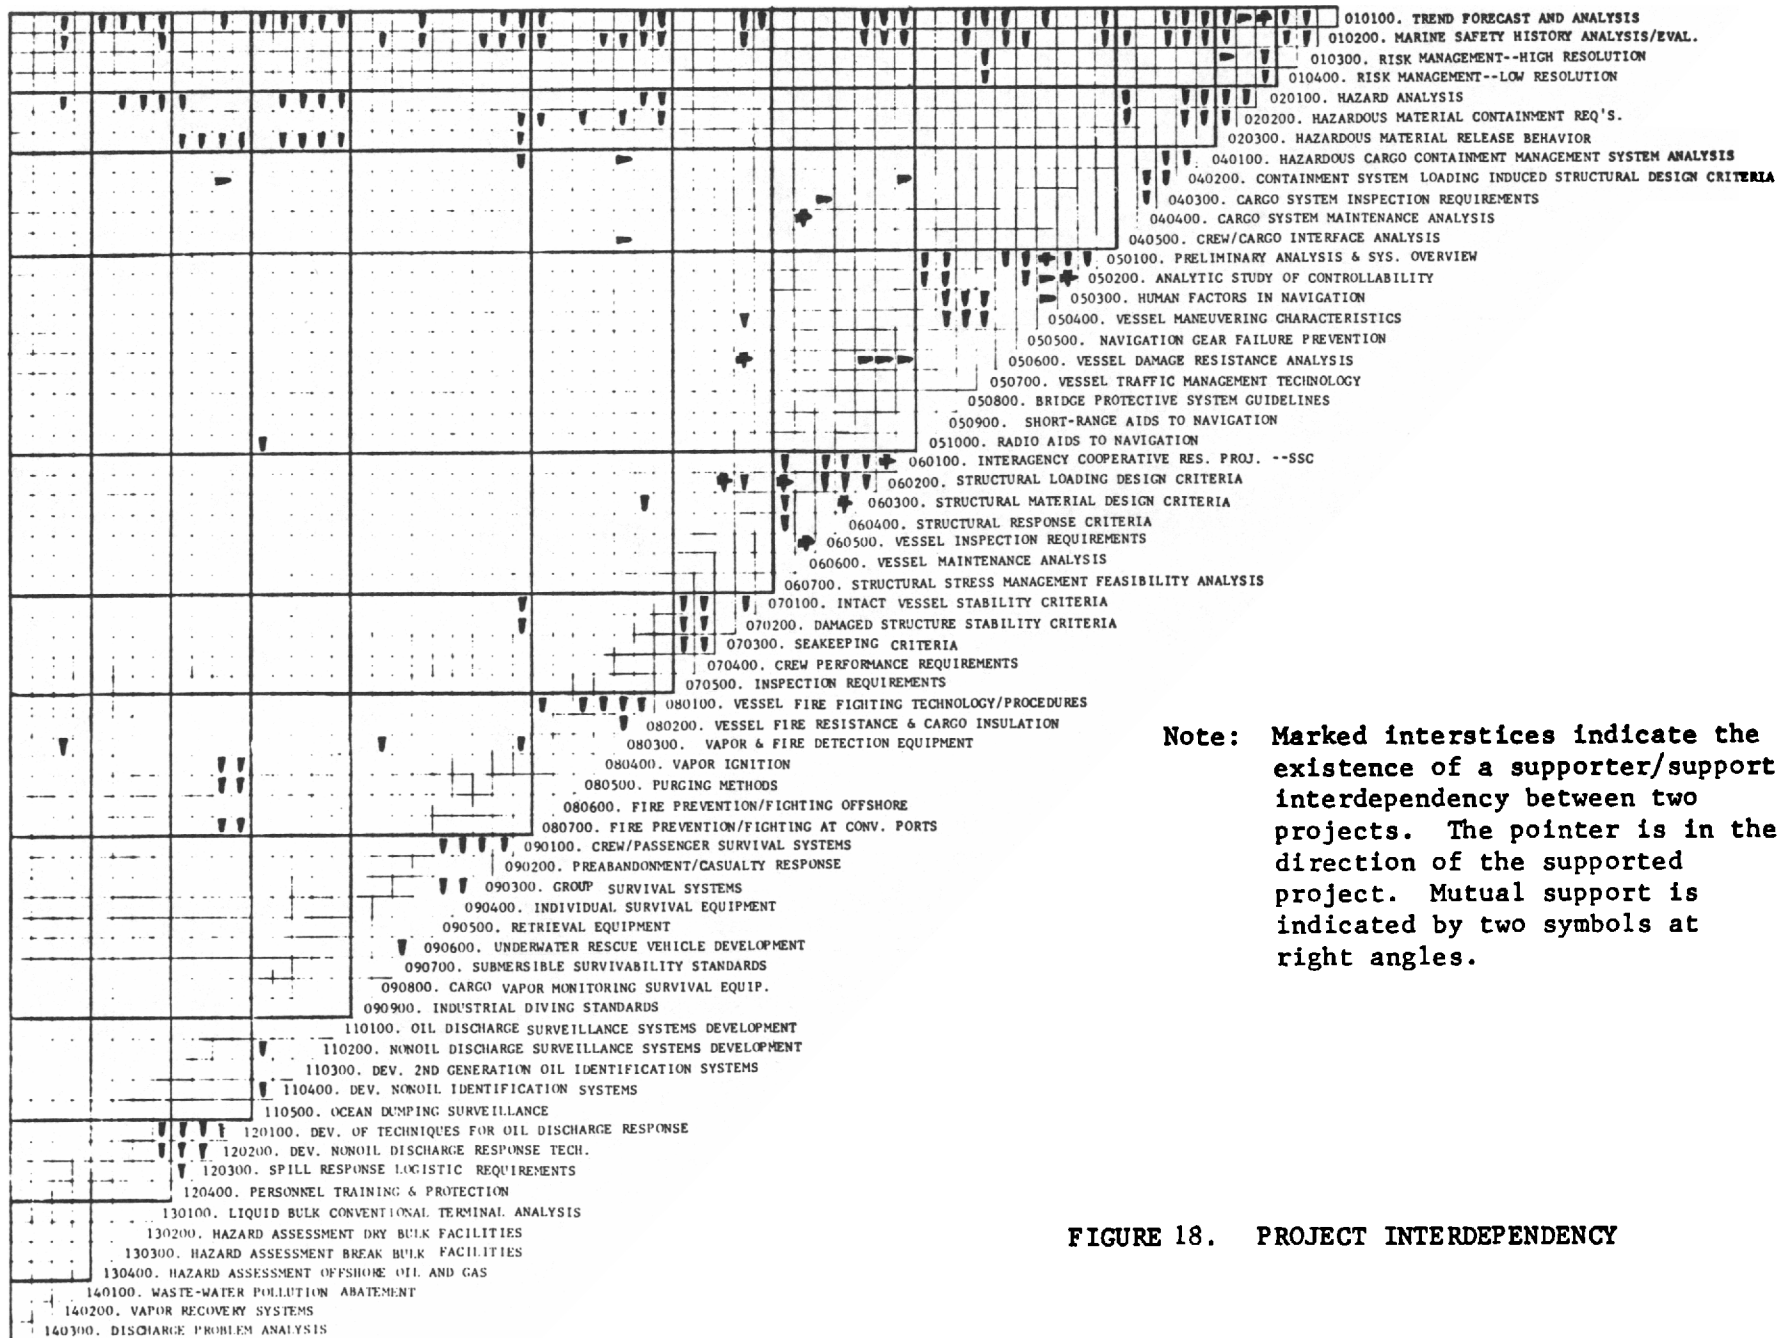 010100. TREND FORECAST AND ANALYSIS
010200. MARINE SAFETY HISTORY ANALYSIS/EVAL.
010300. RISK MANAGEMENT--HIGH RESOLUTION
010400. RISK MANAGEMENT--LOW RESOLUTION
020100. HAZARD ANALYSIS
020200. HAZARDOUS MATERIAL CONTAINMENT REQ'S.
020300. HAZARDOUS MATERIAL RELEASE BEHAVIOR
040100. HAZARDOUS CARGO CONTAINMENT MANAGEMENT SYSTEM ANALYSIS
040200. CONTAINMENT SYSTEM LOADING INDUCED STRUCTURAL DESIGN CRITERIA
040300. CARGO SYSTEM INSPECTION REQUIREMENTS
040400. CARGO SYSTEM MAINTENANCE ANALYSIS
040500. CREW/CARGO INTERFACE ANALYSIS
050100. PRELIMINARY ANALYSIS & SYS. OVERVIEW
050200. ANALYTIC STUDY OF CONTROLLABILITY
050300. HUMAN FACTORS IN NAVIGATION
050400. VESSEL MANEUVERING CHARACTERISTICS
050500. NAVIGATION GEAR FAILURE PREVENTION
050600. VESSEL DAMAGE RESISTANCE ANALYSIS
050700. VESSEL TRAFFIC MANAGEMENT TECHNOLOGY
050800. BRIDGE PROTECTIVE SYSTEM GUIDELINES
050900. SHORT-RANGE AIDS TO NAVIGATION
051000. RADIO AIDS TO NAVIGATION
060100. INTERAGENCY COOPERATIVE RES. PROJ. --SSC
060200. STRUCTURAL LOADING DESIGN CRITERIA
060300. STRUCTURAL MATERIAL DESIGN CRITERIA
060400. STRUCTURAL RESPONSE CRITERIA
060500. VESSEL INSPECTION REQUIREMENTS
060600. VESSEL MAINTENANCE ANALYSIS
060700. STRUCTURAL STRESS MANAGEMENT FEASIBILITY ANALYSIS
070100. INTACT VESSEL STABILITY CRITERIA
070200. DAMAGED STRUCTURE STABILITY CRITERIA
070300. SEAKEEPING CRITERIA
070400. CREW PERFORMANCE REQUIREMENTS
070500. INSPECTION REQUIREMENTS
080100. VESSEL FIRE FIGHTING TECHNOLOGY/PROCEDURES
080200. VESSEL FIRE RESISTANCE & CARGO INSULATION
080300. VAPOR & FIRE DETECTION EQUIPMENT
080400. VAPOR IGNITION
080500. PURGING METHODS
080600. FIRE PREVENTION/FIGHTING OFFSHORE
080700. FIRE PREVENTION/FIGHTING AT CONV. PORTS
090100. CREW/PASSENGER SURVIVAL SYSTEMS
090200. PREABANDONMENT/CASUALTY RESPONSE
090300. GROUP SURVIVAL SYSTEMS
090400. INDIVIDUAL SURVIVAL EQUIPMENT
090500. RETRIEVAL EQUIPMENT
090600. UNDERWATER RESCUE VEHICLE DEVELOPMENT
090700. SUBMERSIBLE SURVIVABILITY STANDARDS
090800. CARGO VAPOR MONITORING SURVIVAL EQUIP.
090900. INDUSTRIAL DIVING STANDARDS
110100. OIL DISCHARGE SURVEILLANCE SYSTEMS DEVELOPMENT
110200. NONOIL DISCHARGE SURVEILLANCE SYSTEMS DEVELOPMENT
110300. DEV. 2ND GENERATION OIL IDENTIFICATION SYSTEMS
110400. DEV. NONOIL IDENTIFICATION SYSTEMS
110500. OCEAN DUMPING SURVEILLANCE
120100. DEV. OF TECHNIQUES FOR OIL DISCHARGE RESPONSE
120200. DEV. NONOIL DISCHARGE RESPONSE TECH.
120300. SPILL RESPONSE LOGISTIC REQUIREMENTS
120400. PERSONNEL TRAINING & PROTECTION
130100. LIQUID BULK CONVENTIONAL TERMINAL ANALYSIS
130200. HAZARD ASSESSMENT DRY BULK FACILITIES
130300. HAZARD ASSESSMENT BREAK BULK FACILITIES
130400. HAZARD ASSESSMENT OFFSHORE OIL AND GAS
140100. WASTE-WATER POLLUTION ABATEMENT
140200. VAPOR RECOVERY SYSTEMS
140300. DISCHARGE PROBLEM ANALYSIS
Note: Marked interstices indicate the
existence of a supporter/support
interdependency between two
projects. The pointer is in the
direction of the supported
project. Mutual support is
indicated by two symbols at
right angles.
FIGURE 18. PROJECT INTERDEPENDENCY